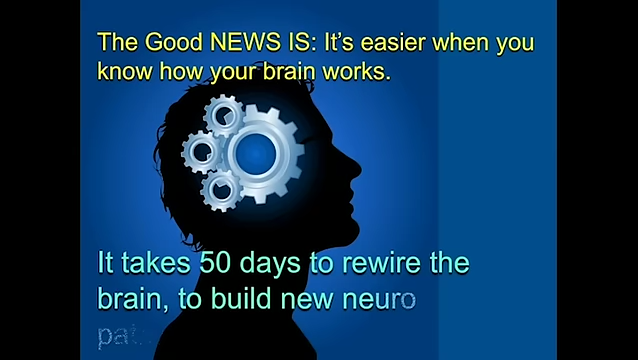 The Good NEWS IS: It's easier when you
know how your brain works.
It takes 50 days to rewire the
brain, to build new neuro